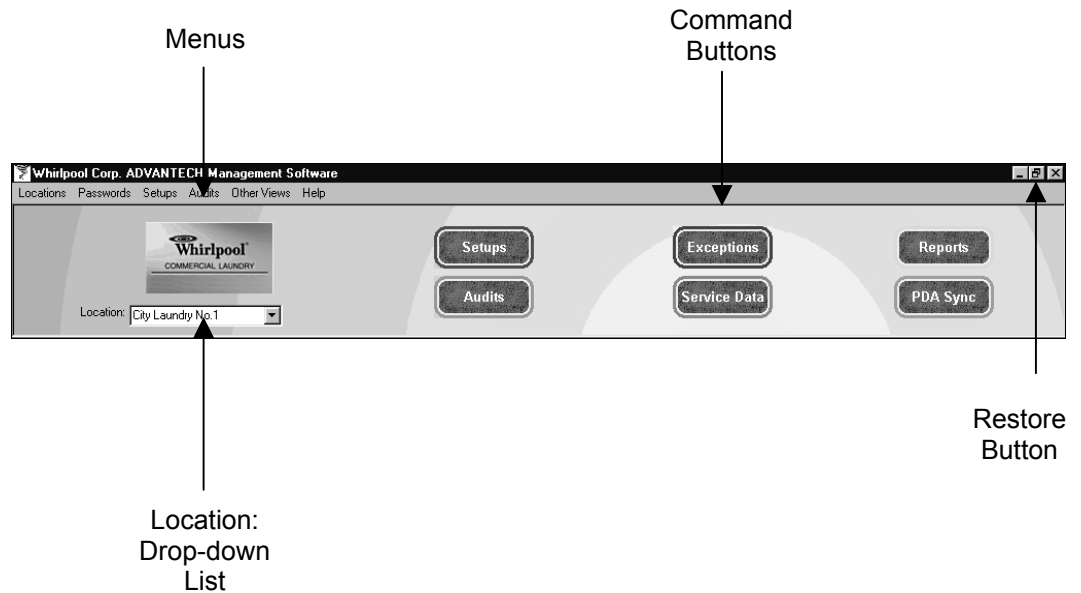 Menus
Command
Buttons
Whirlpool Corp. ADVANTECH Management Software
Locations Passwords Setups Audits Other Views Help
Whirlpool
COMMERCIAL LAUNDRY
Setups Exceptions Reports
Audits Service Data PDA Sync
Location: City Laundry No.1
Restore
Button
Location:
Drop-down
List